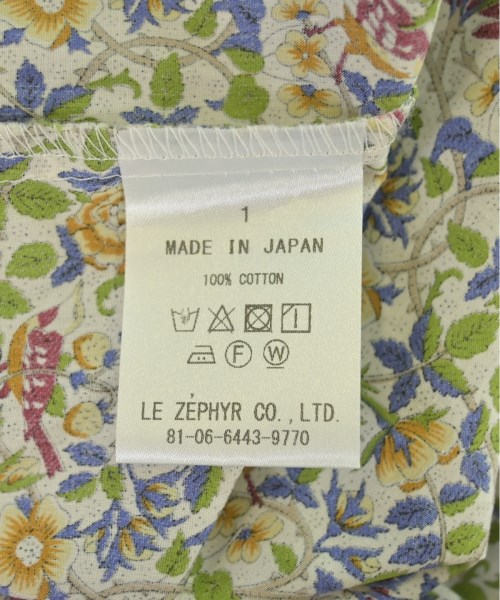 1
MADE IN JAPAN
100% COTTON
F W
LE ZÉPHYR CO.,LTD.
81-06-6443-9770